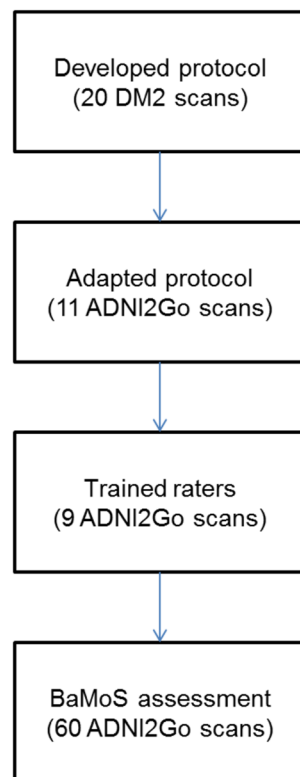 Developed protocol
(20 DM2 scans)
Adapted protocol
(11 ADNI2Go scans)
Trained raters
(9 ADNI2Go scans)
BaMoS assessment
(60 ADNI2Go scans)